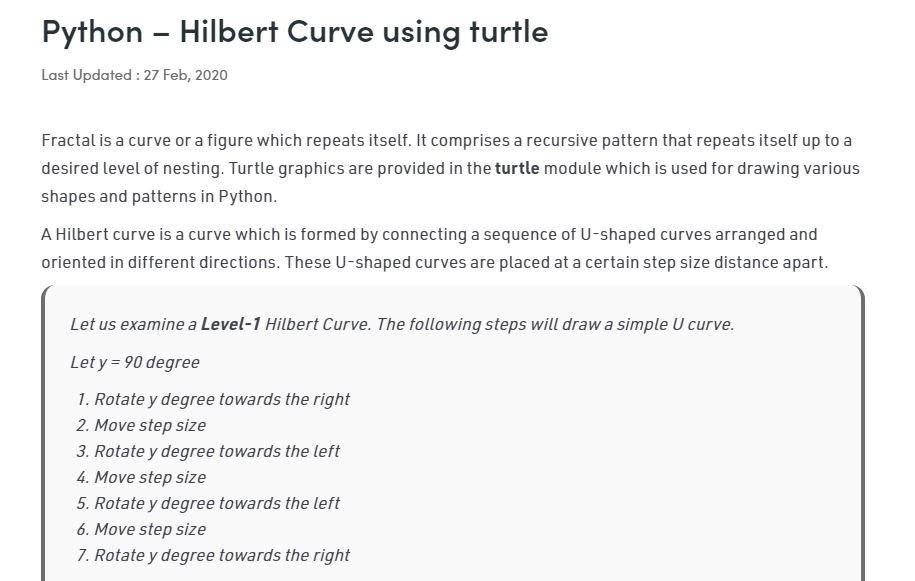 Python – Hilbert Curve using turtle
Last Updated : 27 Feb, 2020
Fractal is a curve or a figure which repeats itself. It comprises a recursive pattern that repeats itself up to a
desired level of nesting. Turtle graphics are provided in the turtle module which is used for drawing various
shapes and patterns in Python.
A Hilbert curve is a curve which is formed by connecting a sequence of U-shaped curves arranged and
oriented in different directions. These U-shaped curves are placed at a certain step size distance apart.
Let us examine a Level-1 Hilbert Curve. The following steps will draw a simple U curve.
Let y = 90 degree
1. Rotate y degree towards the right
2. Move step size
3. Rotate y degree towards the left
4. Move step size
5. Rotate y degree towards the left
6. Move step size
7. Rotate y degree towards the right